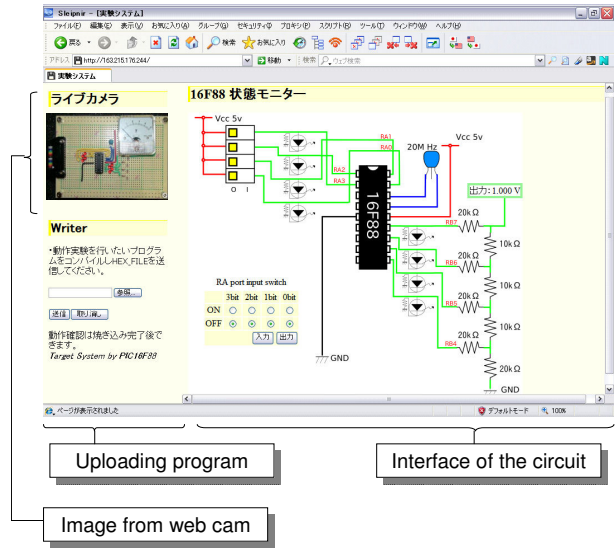 Sleipnir - [実験システム]
ファイル(F) 編集(E) 表示(V) お気に入り(A) グループ(G) セキュリティ(I) プロキシ(P) スクリプト(R) ツール(T) ウィンドウ(W) ヘルプ(H)
戻る 検索 お気に入り
アドレス http://163.215.176.244/ 移動 検索 ウェブ検索
実験システム
ライブカメラ
Writer
・動作実験を行いたいプログラ
ムをコンパイルしHEX_FILEを送
信してください。
参照...
送信 取り消し
動作確認は焼き込み完了後で
きます。
Target System by PIC16F88
16F88 状態モニター
Vcc 5v
O I
RA1
RA0
RA2
RA3
16F88
20M Hz
Vcc 5v
出力: 1.000 V
RB7
20kΩ
10kΩ
RB6
20kΩ
10kΩ
RB5
20kΩ
10kΩ
RB4
20kΩ
20kΩ
GND
GND
RA port input switch
3bit 2bit 1bit 0bit
ON
OFF
入力 出力
ページが表示されました デフォルトモード 100%
Uploading program
Interface of the circuit
Image from web cam